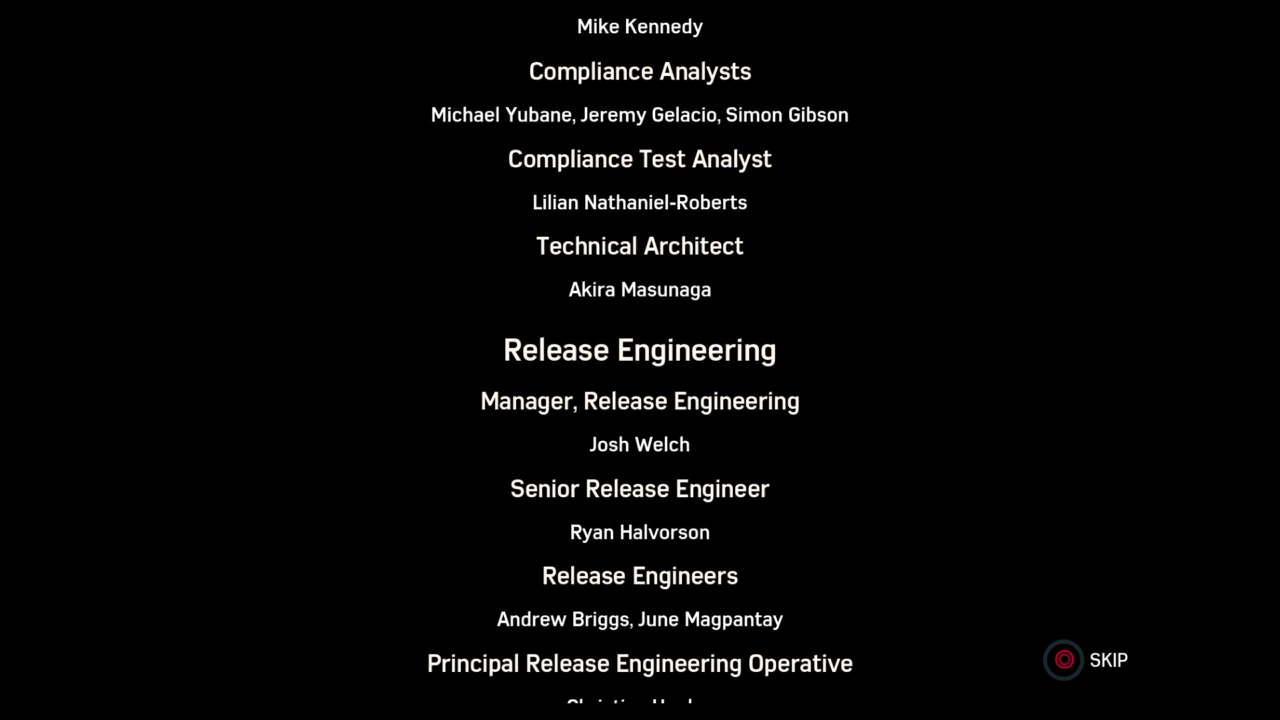 Mike Kennedy
Compliance Analysts
Michael Yubane, Jeremy Gelacio, Simon Gibson
Compliance Test Analyst
Lilian Nathaniel-Roberts
Technical Architect
Akira Masunaga
Release Engineering
Manager, Release Engineering
Josh Welch
Senior Release Engineer
Ryan Halvorson
Release Engineers
Andrew Briggs, June Magpantay
Principal Release Engineering Operative
SKIP